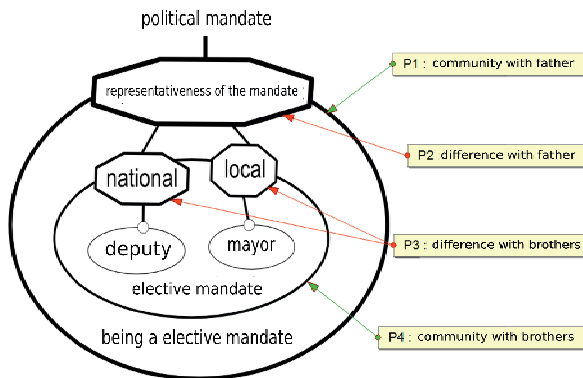 political mandate
representativeness of the mandate :
P1 : community with father
P2 difference with father
national
local
P3 : difference with brothers
deputy
mayor
elective mandate
being a elective mandate
P4 : community with brothers